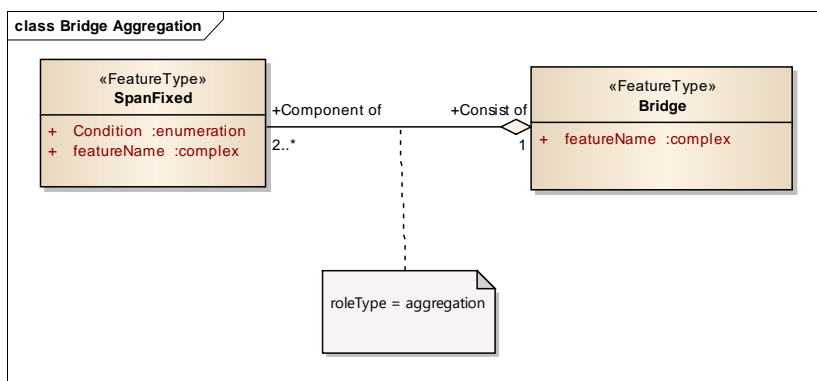 class Bridge Aggregation
«FeatureType»
SpanFixed
+ Condition :enumeration
+ featureName :complex
+Component of
2..*
+Consist of
1
«FeatureType»
Bridge
+ featureName :complex
roleType = aggregation